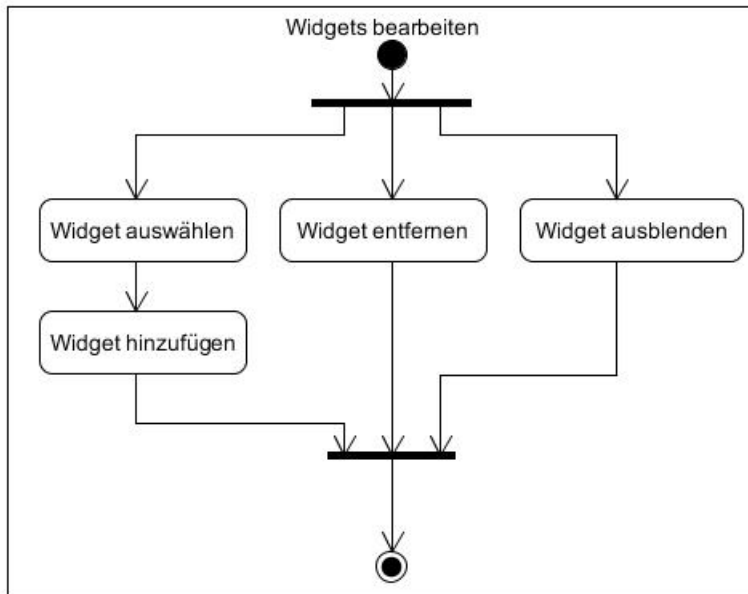 Widgets bearbeiten
Widget auswählen
Widget entfernen
Widget ausblenden
Widget hinzufügen